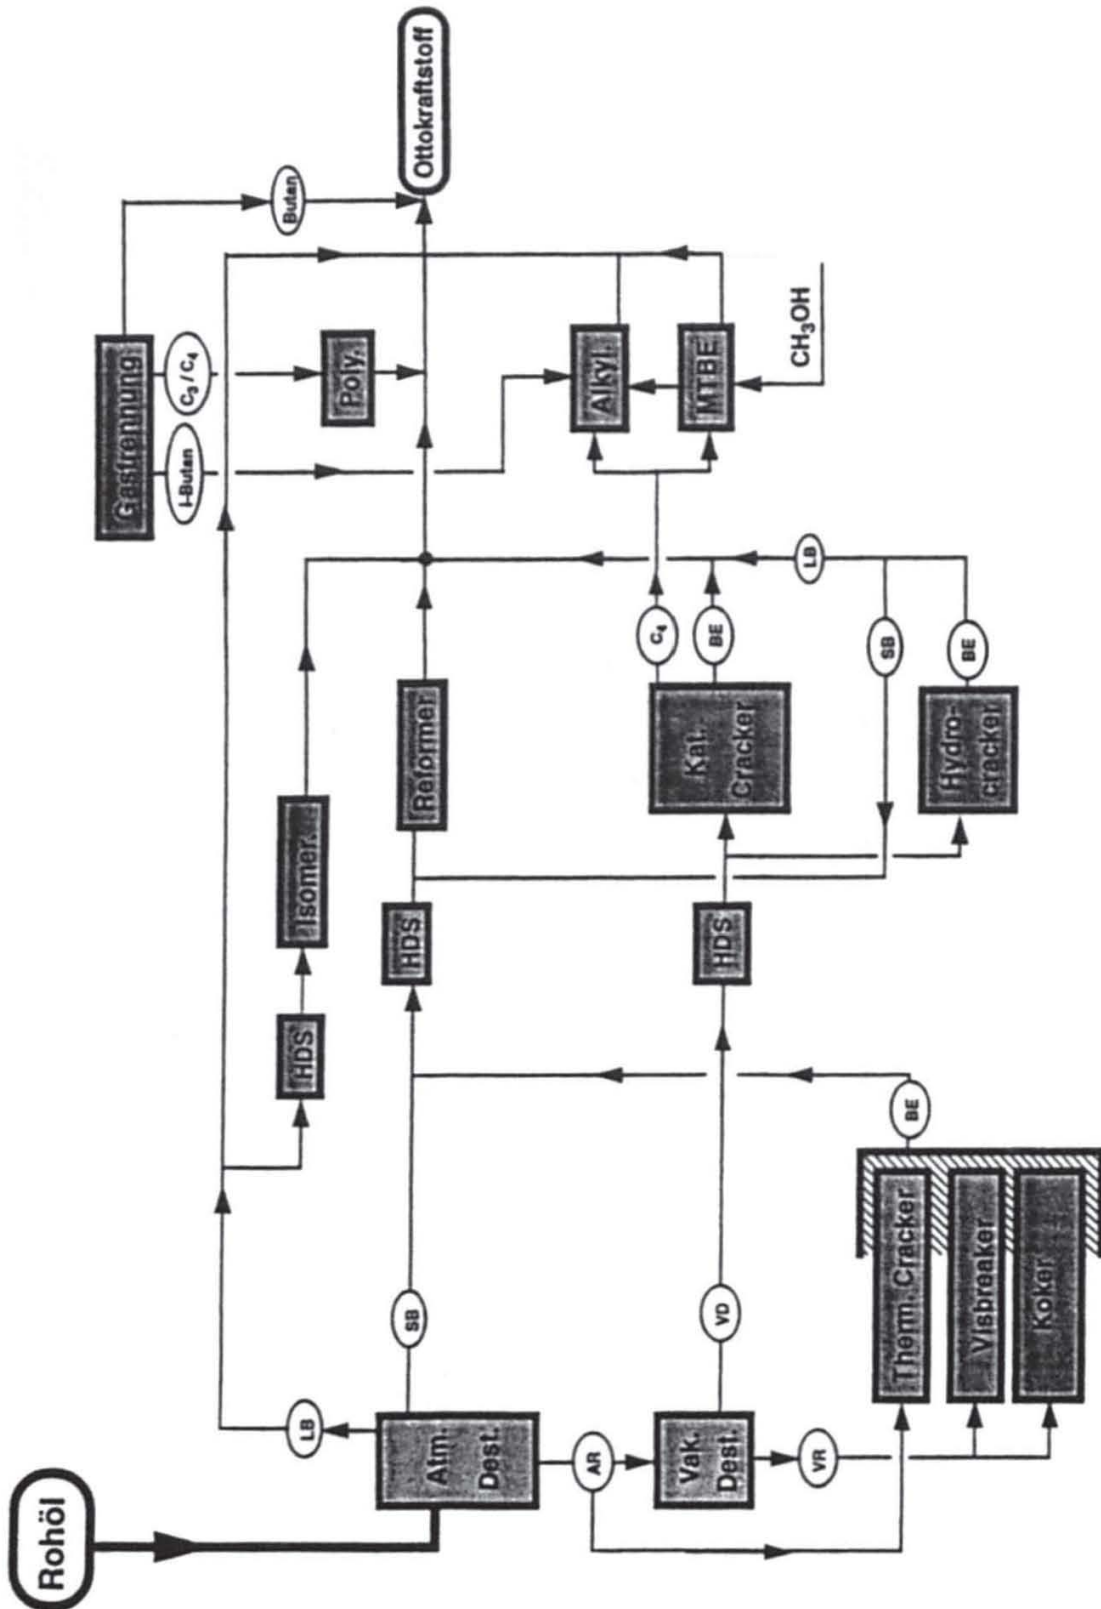 Rohöl
Gastrennung
LB
i-Butan
C₃ / C₄
Butan
HDS
Isomer.
Poly.
Atm.
Dest.
SB
HDS
Reformer
Ottokraftstoff
AR
Alkyl.
Vak.
Dest.
VD
HDS
Kat.-
Cracker
C₄
BE
MTBE
VR
LB
CH₃OH
Therm. Cracker
BE
SB
Visbreaker
Hydro-
cracker
BE
Koker